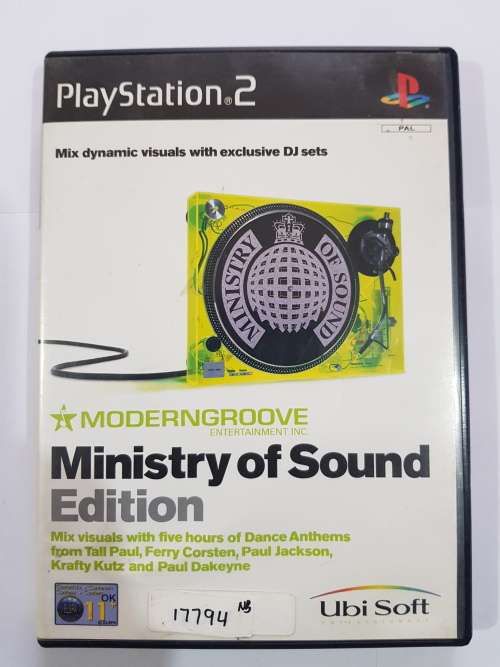 PlayStation®2
PAL
Mix dynamic visuals with exclusive DJ sets
MINISTRY OF SOUND
MODERNGROOVE
ENTERTAINMENT INC.
Ministry of Sound
Edition
Mix visuals with five hours of Dance Anthems
from Tall Paul, Ferry Corsten, Paul Jackson,
Krafty Kutz and Paul Dakeyne
OK
11+
17794 NB
Ubi Soft